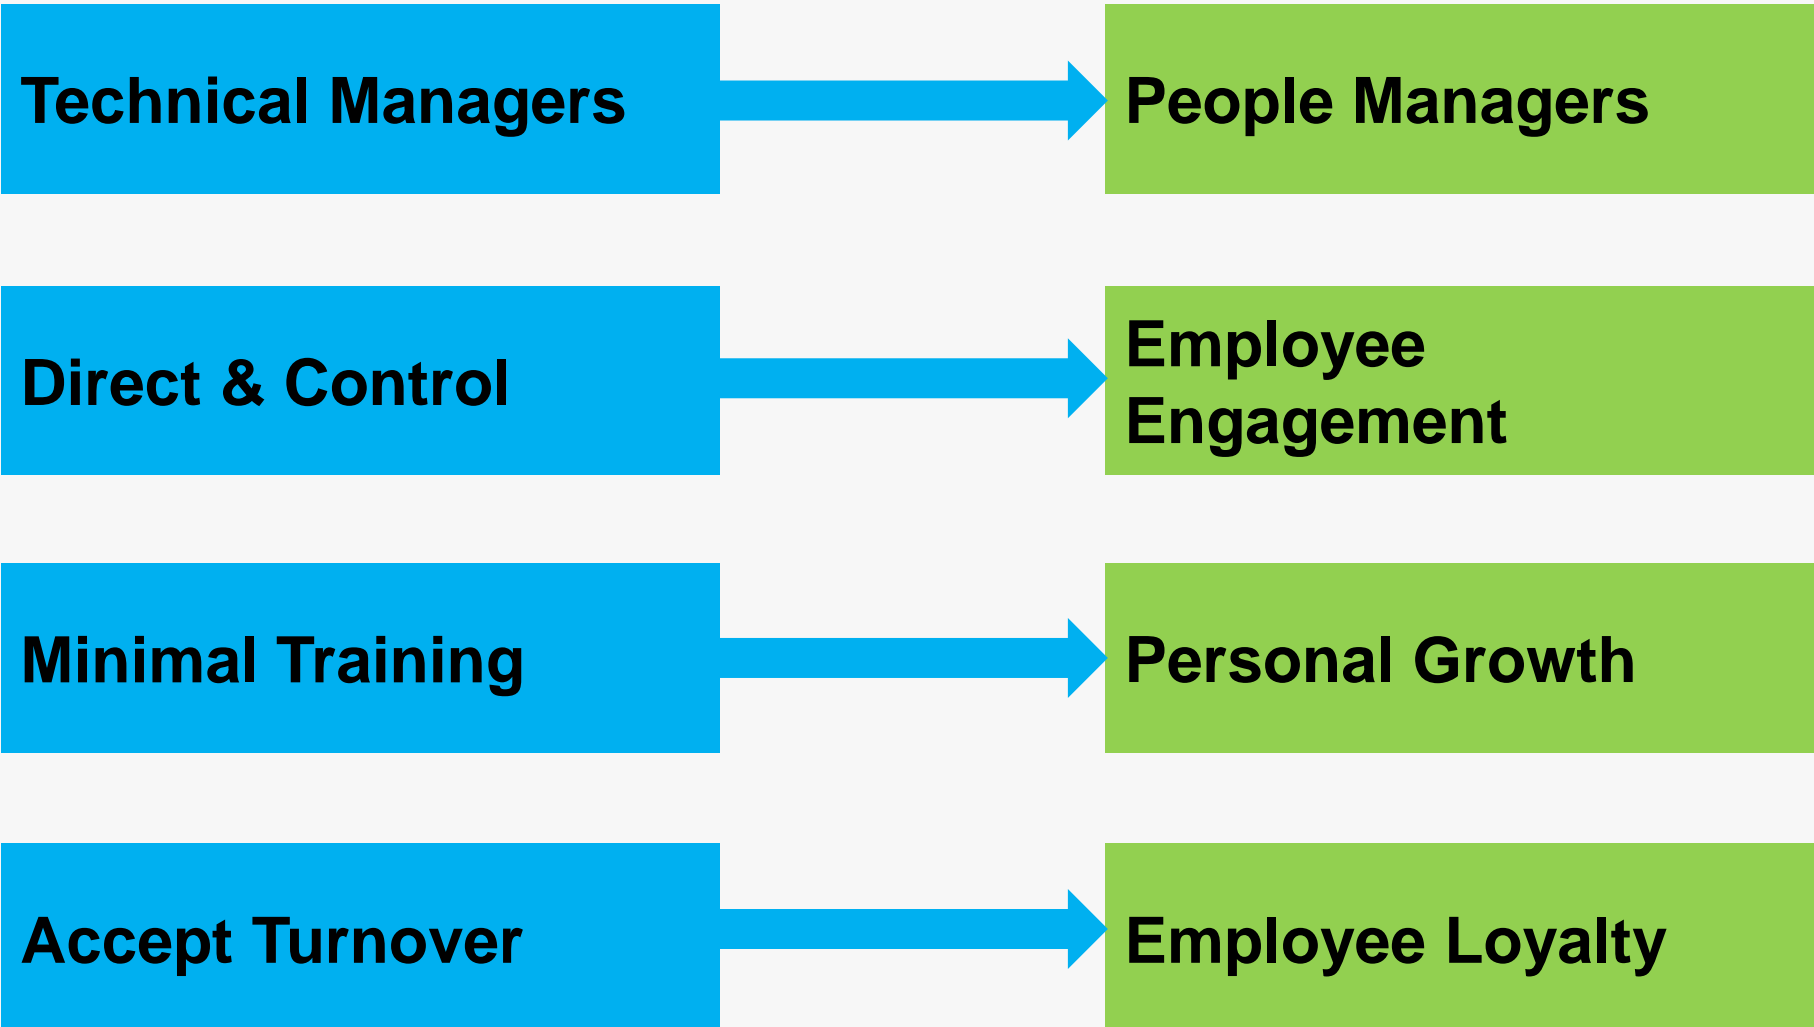 Technical Managers
People Managers
Direct & Control
Employee
Engagement
Minimal Training
Personal Growth
Accept Turnover
Employee Loyalty